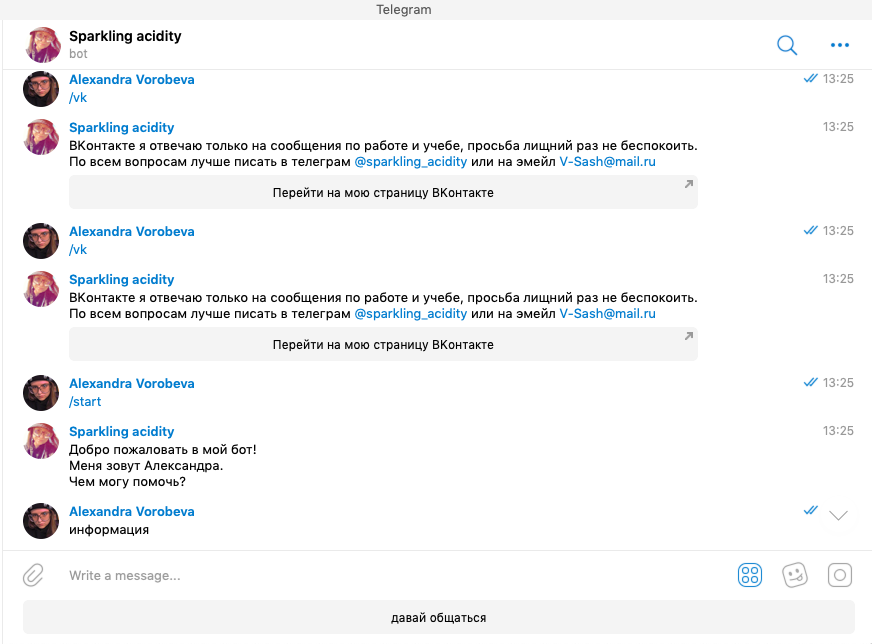 Telegram
Sparkling acidity
bot
Alexandra Vorobeva 13:25
/vk
Sparkling acidity 13:25
ВКонтакте я отвечаю только на сообщения по работе и учебе, просьба лищний раз не беспокоить.
По всем вопросам лучше писать в телеграм @sparkling_acidity или на эмейл V-Sash@mail.ru
Перейти на мою страницу ВКонтакте
Alexandra Vorobeva 13:25
/vk
Sparkling acidity 13:25
ВКонтакте я отвечаю только на сообщения по работе и учебе, просьба лищний раз не беспокоить.
По всем вопросам лучше писать в телеграм @sparkling_acidity или на эмейл V-Sash@mail.ru
Перейти на мою страницу ВКонтакте
Alexandra Vorobeva 13:25
/start
Sparkling acidity 13:25
Добро пожаловать в мой бот!
Меня зовут Александра.
Чем могу помочь?
Alexandra Vorobeva
информация
Write a message...
давай общаться